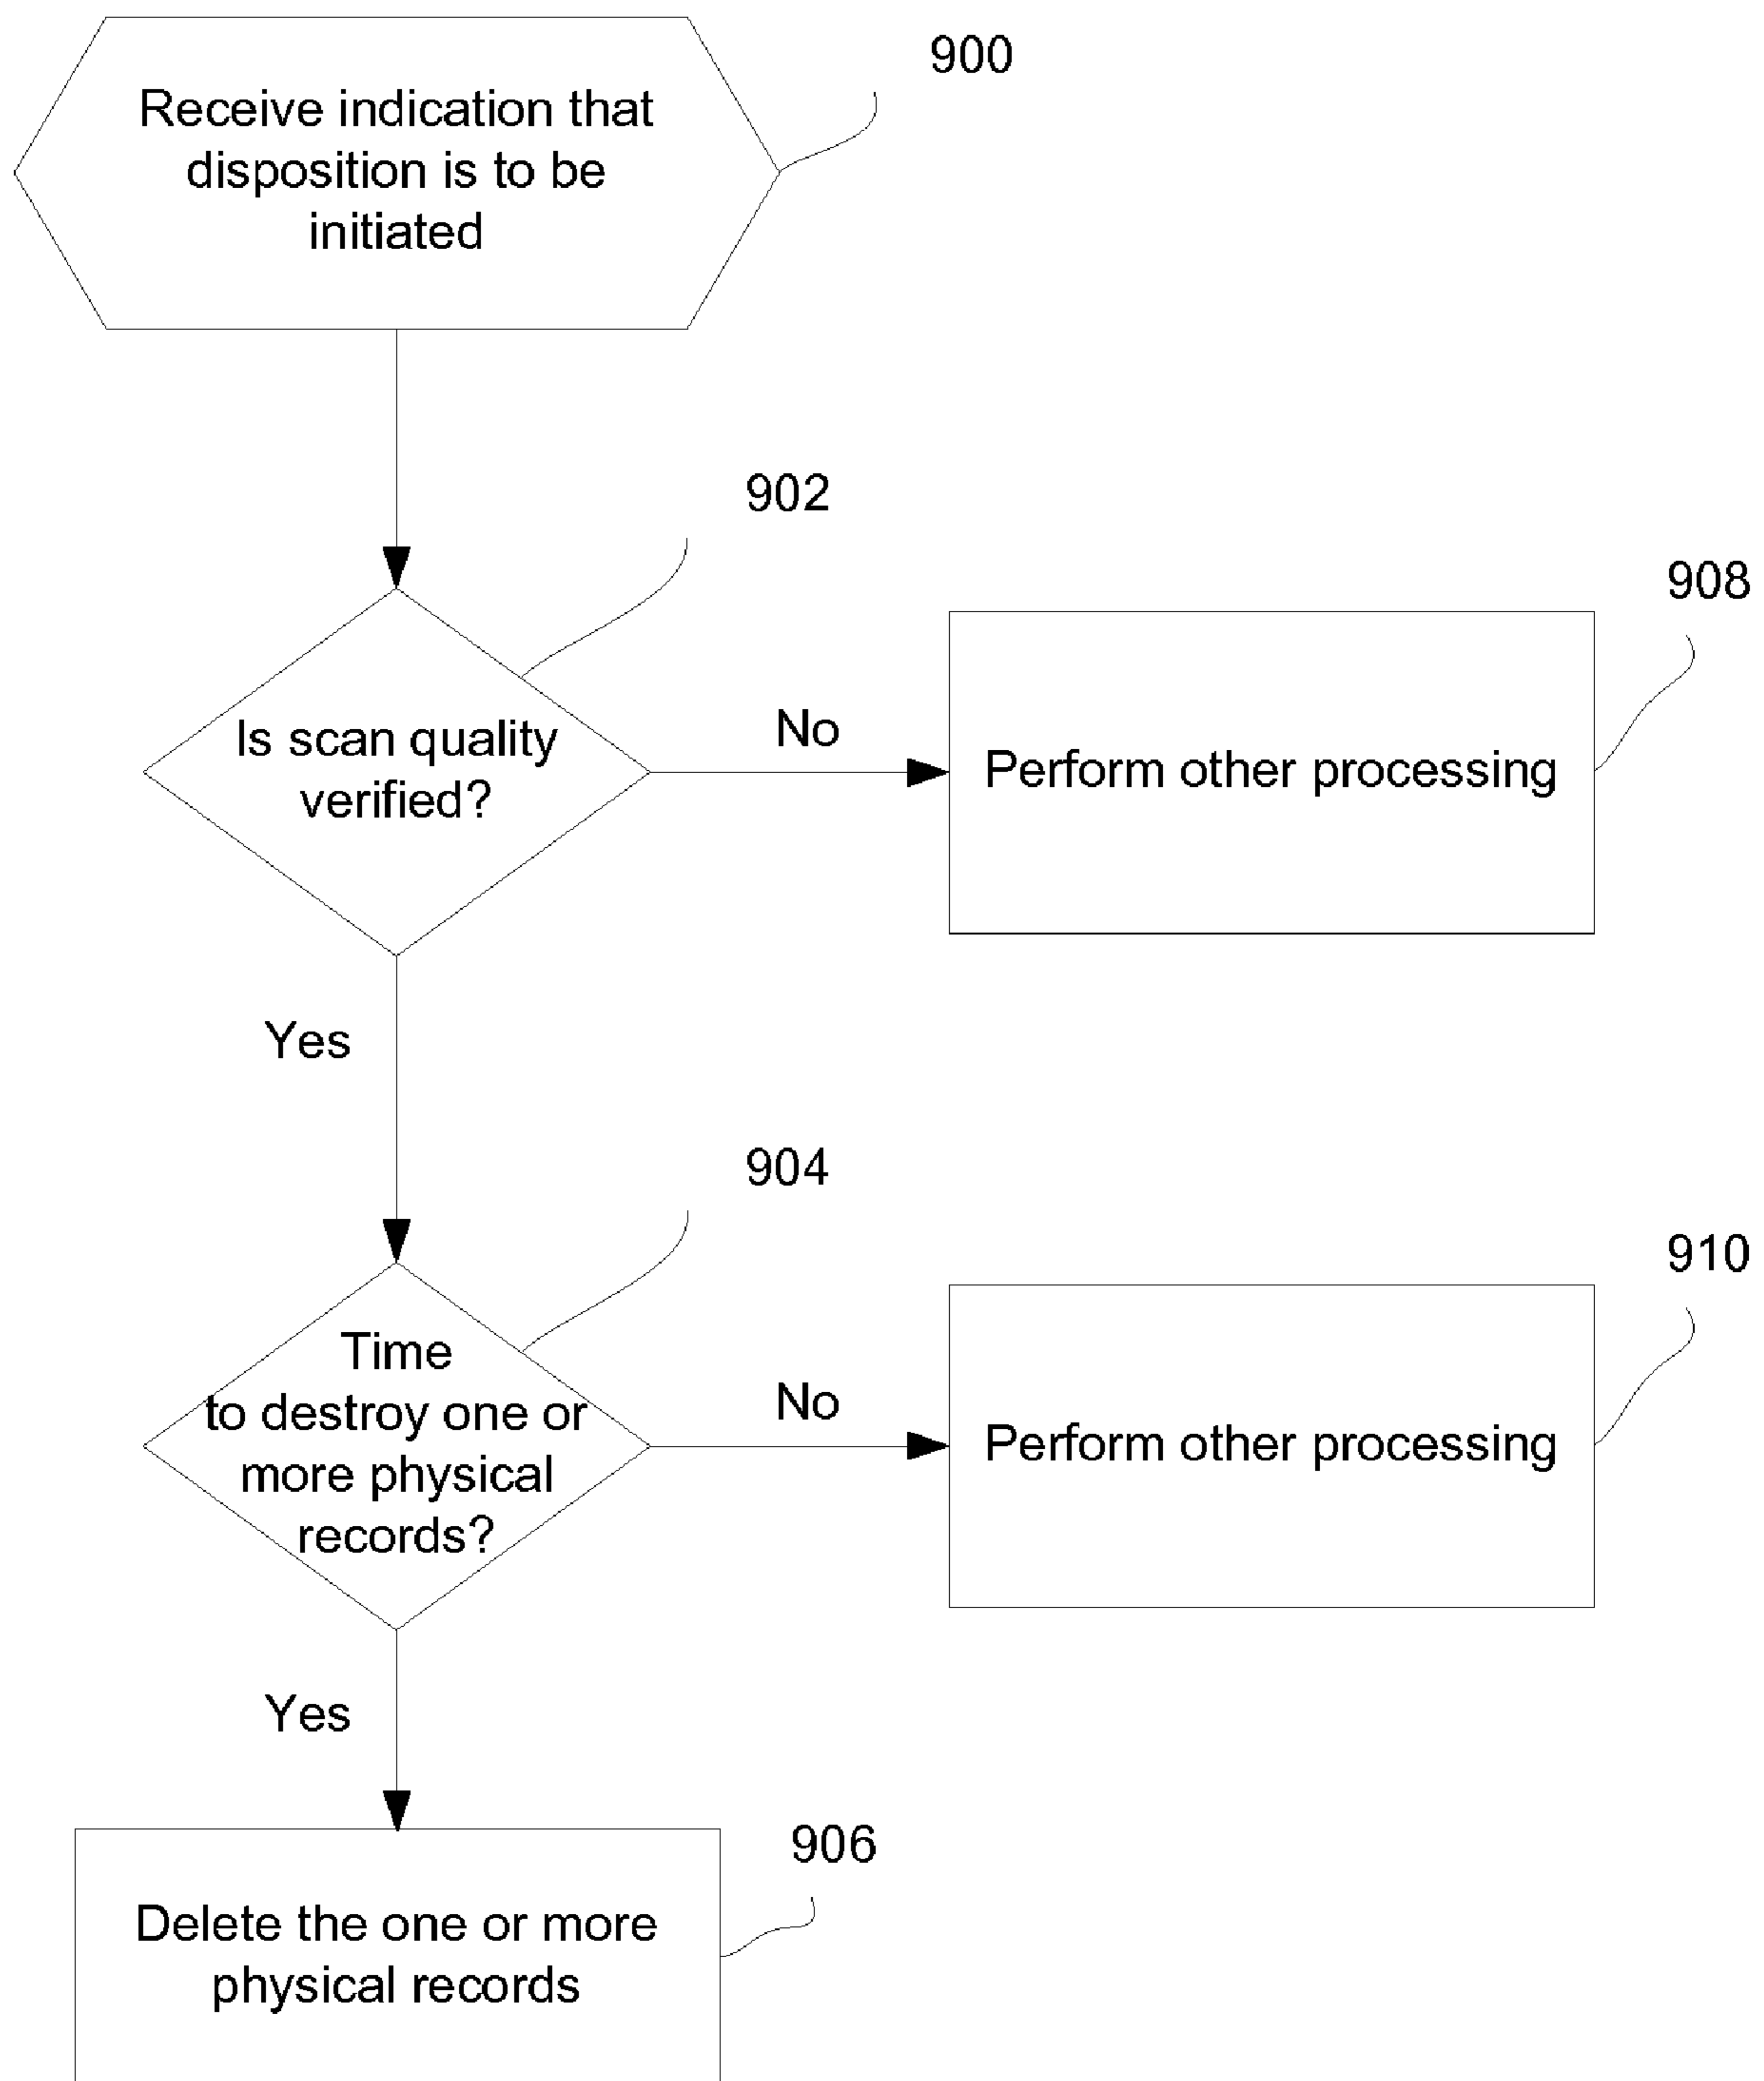 Receive indication that
disposition is to be
initiated
900
902
Is scan quality
verified?
No
908
Perform other processing
Yes
904
Time
to destroy one or
more physical
records?
No
910
Perform other processing
Yes
906
Delete the one or more
physical records